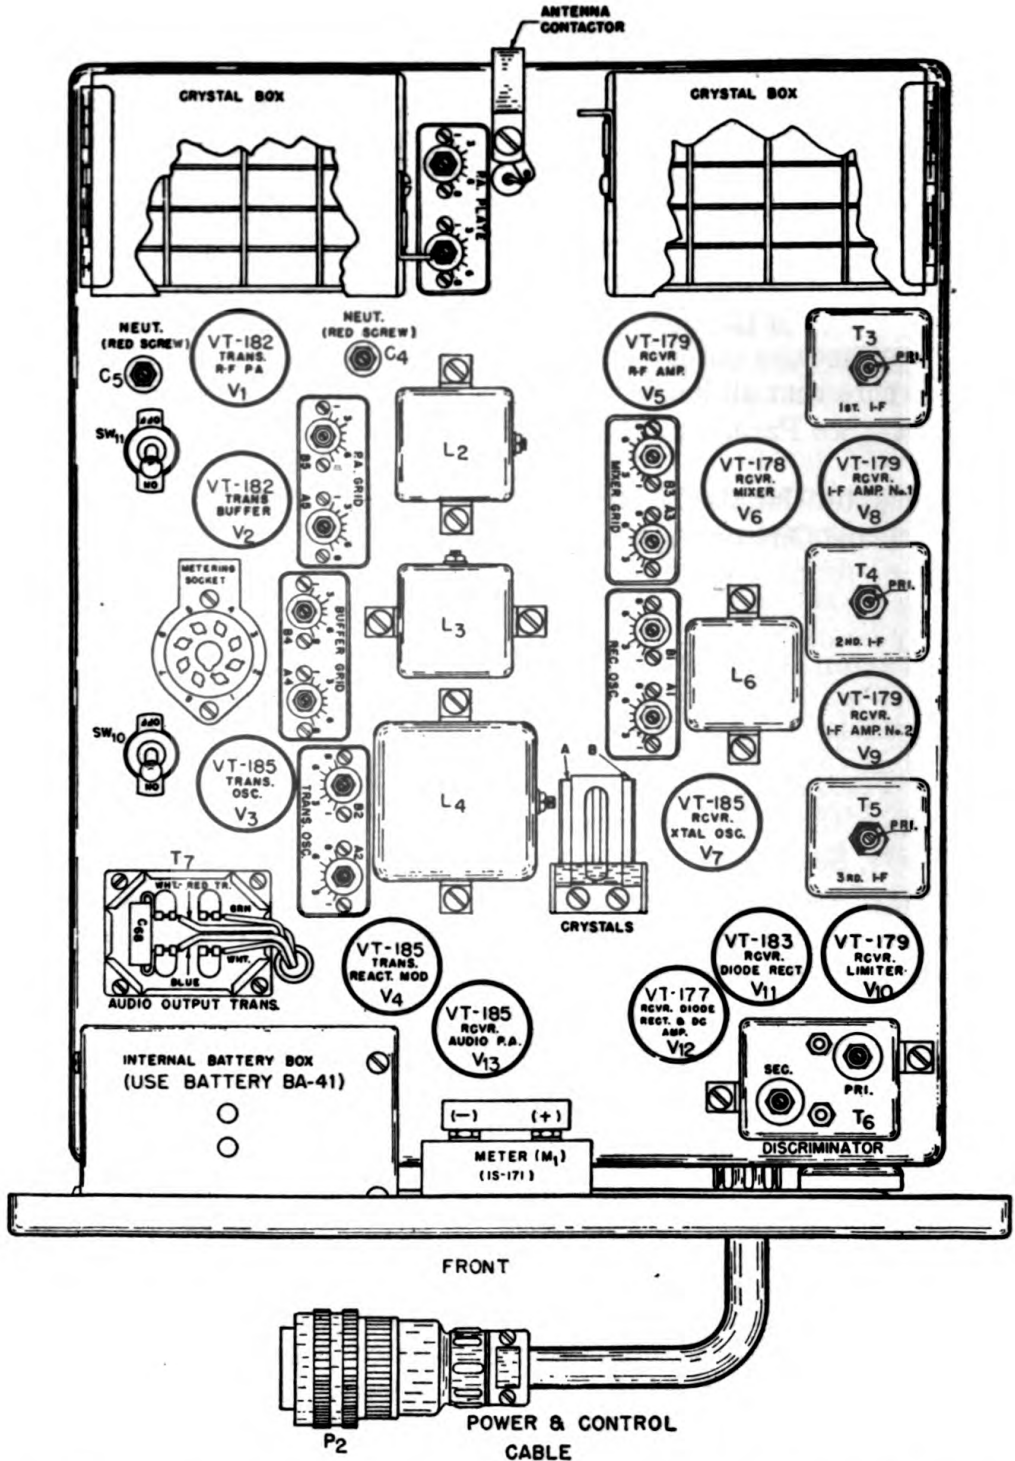 ANTENNA
CONTACTOR
CRYSTAL BOX
CRYSTAL BOX
P.A. PLATE
1 3 6 8
1 3 6 8
NEUT.
(RED SCREW)
C5
VT-182
TRANS.
R-F PA
V1
NEUT.
(RED SCREW)
C4
VT-179
RCVR
R-F AMP.
V5
T3
PRI.
1ST. I-F
OFF
SW11
ON
P.A. GRID
B5
A5
L2
MIXER GRID
B3
A3
VT-178
RCVR.
MIXER
V6
VT-179
RCVR.
I-F AMP. No.1
V8
VT-182
TRANS
BUFFER
V2
METERING
SOCKET
BUFFER GRID
B4
A4
L3
REC. OSC.
B1
A1
L6
T4
PRI.
2ND. I-F
VT-179
RCVR.
I-F AMP. No.2
V9
OFF
SW10
ON
VT-185
TRANS.
OSC.
V3
TRANS. OSC.
B2
A2
L4
A B
CRYSTALS
VT-185
RCVR.
XTAL OSC.
V7
T5
PRI.
3RD. I-F
T7
WHT.-RED TR.
GRN
C68
BLUE
WHT.
AUDIO OUTPUT TRANS.
VT-185
TRANS.
REACT. MOD
V4
VT-185
RCVR.
AUDIO P.A.
V13
VT-177
RCVR. DIODE
RECT. & DC
AMP.
V12
VT-183
RCVR.
DIODE RECT
V11
VT-179
RCVR.
LIMITER
V10
INTERNAL BATTERY BOX
(USE BATTERY BA-41)
(-) (+)
METER (M1)
(IS-171)
SEC.
PRI.
T6
DISCRIMINATOR
FRONT
P2
POWER & CONTROL
CABLE